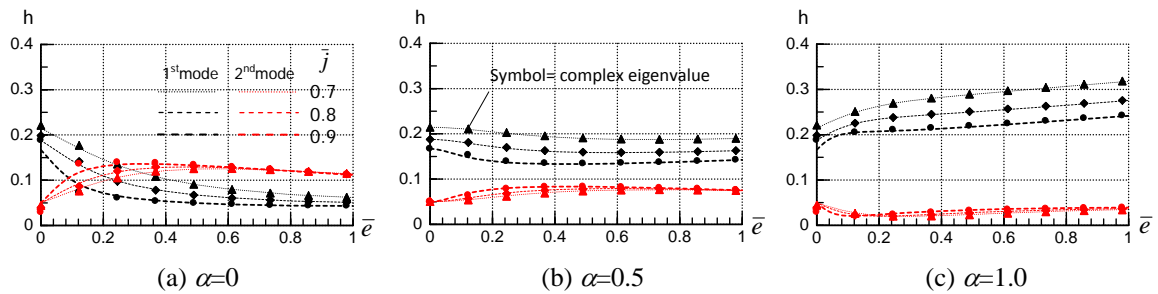 h
h
h
0.4
0.3
0.2
0.1
0
0 0.2 0.4 0.6 0.8 1
e̅
1st mode 2nd mode j̅
0.7
0.8
0.9
(a) α=0
0.4
0.3
0.2
0.1
0
0 0.2 0.4 0.6 0.8 1
e̅
Symbol= complex eigenvalue
(b) α=0.5
0.4
0.3
0.2
0.1
0
0 0.2 0.4 0.6 0.8 1
e̅
(c) α=1.0